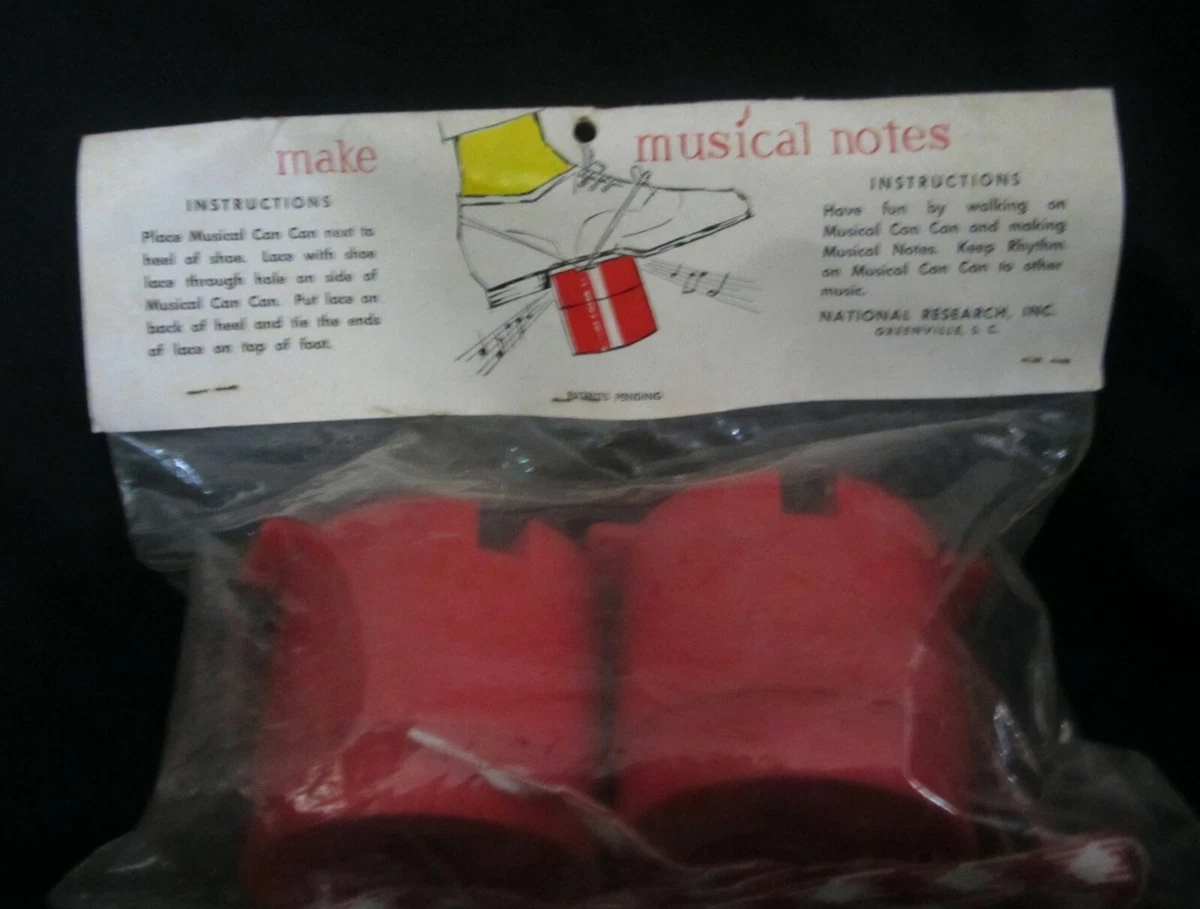 make
musical notes
INSTRUCTIONS
Place Musical Can Can next to
heel of shoe. Lace with shoe
lace through hole on side of
Musical Can Can. Put lace on
back of heel and tie the ends
of lace on top of foot.
INSTRUCTIONS
Have fun by walking on
Musical Can Can and making
Musical Notes. Keep Rhythm
on Musical Can Can to other
music.
NATIONAL RESEARCH, INC.
GREENVILLE, S. C.
PATENTS PENDING